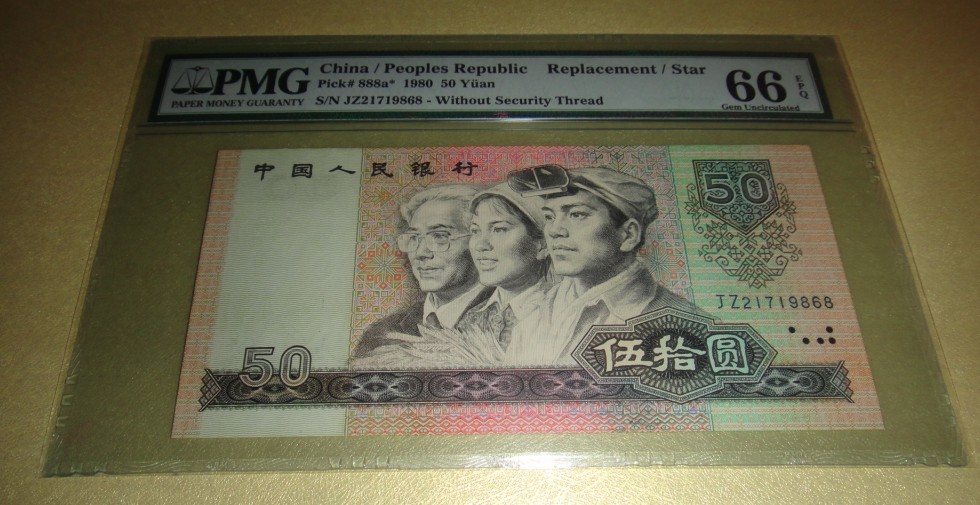 PMG
PAPER MONEY GUARANTY
China / Peoples Republic Replacement / Star
Pick# 888a* 1980 50 Yüan
S/N JZ21719868 - Without Security Thread
66 EPQ
Gem Uncirculated
中国人民银行
50
JZ21719868
伍拾圆
50